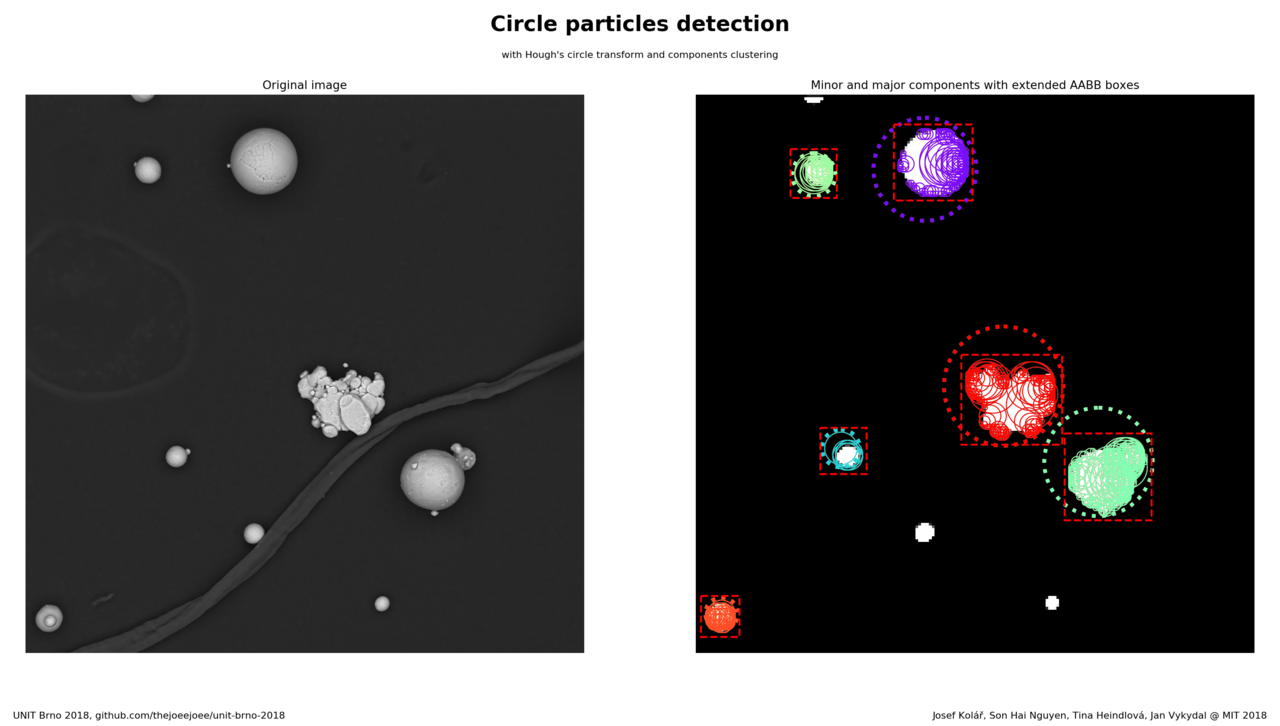 Circle particles detection
with Hough's circle transform and components clustering
Original image
Minor and major components with extended AABB boxes
UNIT Brno 2018, github.com/thejoeejoee/unit-brno-2018
Josef Kolář, Son Hai Nguyen, Tina Heindlová, Jan Vykydal @ MIT 2018